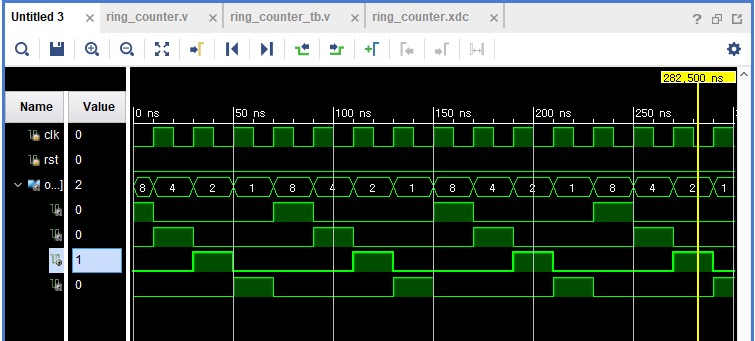 Untitled 3 × ring_counter.v × ring_counter_tb.v × ring_counter.xdc × ?
282,500 ns
Name Value
0 ns 50 ns 100 ns 150 ns 200 ns 250 ns
clk 0
rst 0
o...] 2 8 4 2 1 8 4 2 1 8 4 2 1 8 4 2 1
0
0
1
0